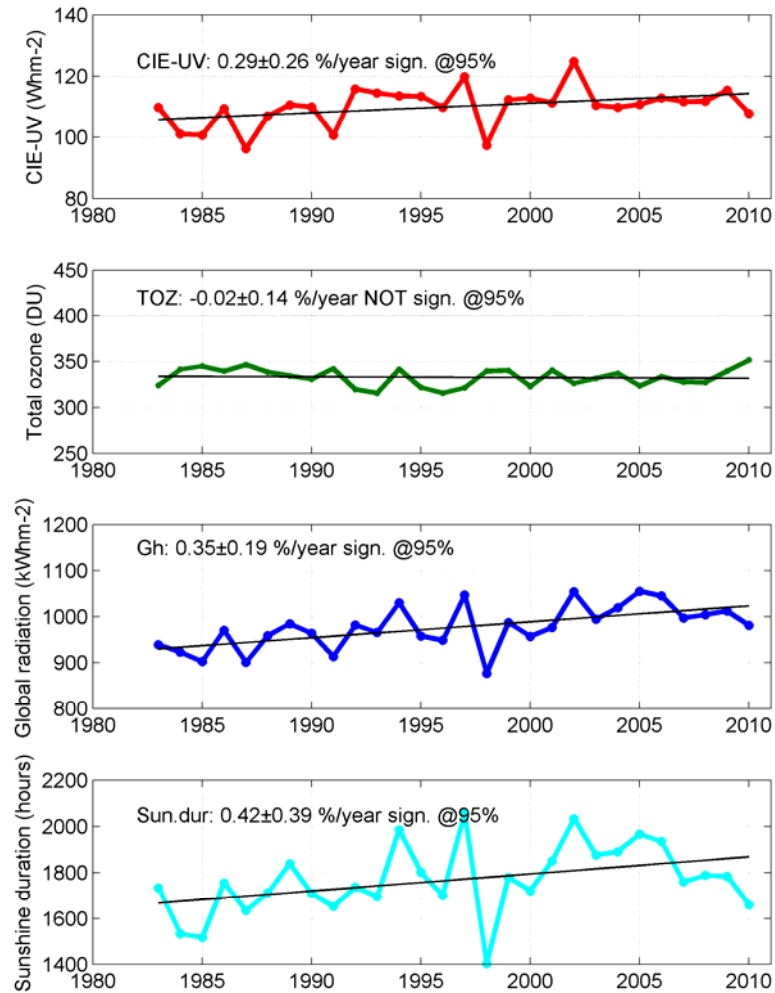 140
120
100
80
CIE-UV (Whm-2)
CIE-UV: 0.29±0.26 %/year sign. @95%
1980 1985 1990 1995 2000 2005 2010
450
400
350
300
250
Total ozone (DU)
TOZ: -0.02±0.14 %/year NOT sign. @95%
1980 1985 1990 1995 2000 2005 2010
1200
1100
1000
900
800
Global radiation (kWhm-2)
Gh: 0.35±0.19 %/year sign. @95%
1980 1985 1990 1995 2000 2005 2010
2200
2000
1800
1600
1400
Sunshine duration (hours)
Sun.dur: 0.42±0.39 %/year sign. @95%
1980 1985 1990 1995 2000 2005 2010